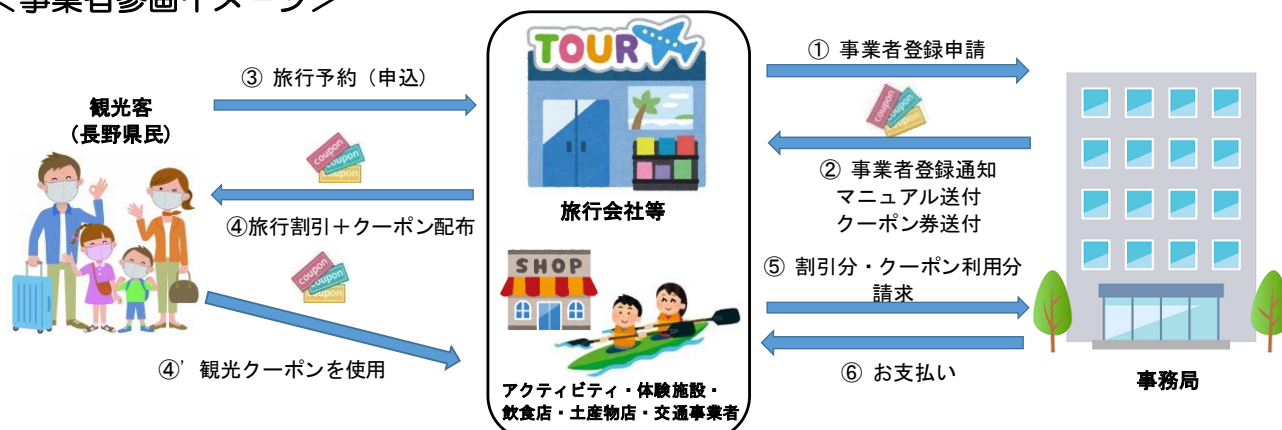 ＜事業者参画イメージ＞
③ 旅行予約（申込）
観光客
（長野県民）
coupon
coupon
coupon
④旅行割引＋クーポン配布
coupon
coupon
coupon
④’ 観光クーポンを使用
TOUR
旅行会社等
SHOP
アクティビティ・体験施設・
飲食店・土産物店・交通事業者
① 事業者登録申請
② 事業者登録通知
マニュアル送付
クーポン券送付
⑤ 割引分・クーポン利用分
請求
⑥ お支払い
事務局